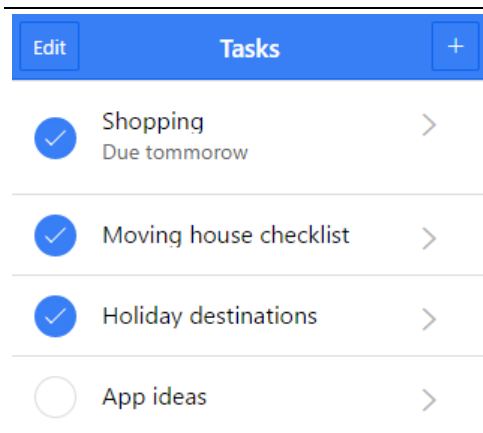 Edit Tasks +
Shopping
Due tommorow
Moving house checklist
Holiday destinations
App ideas